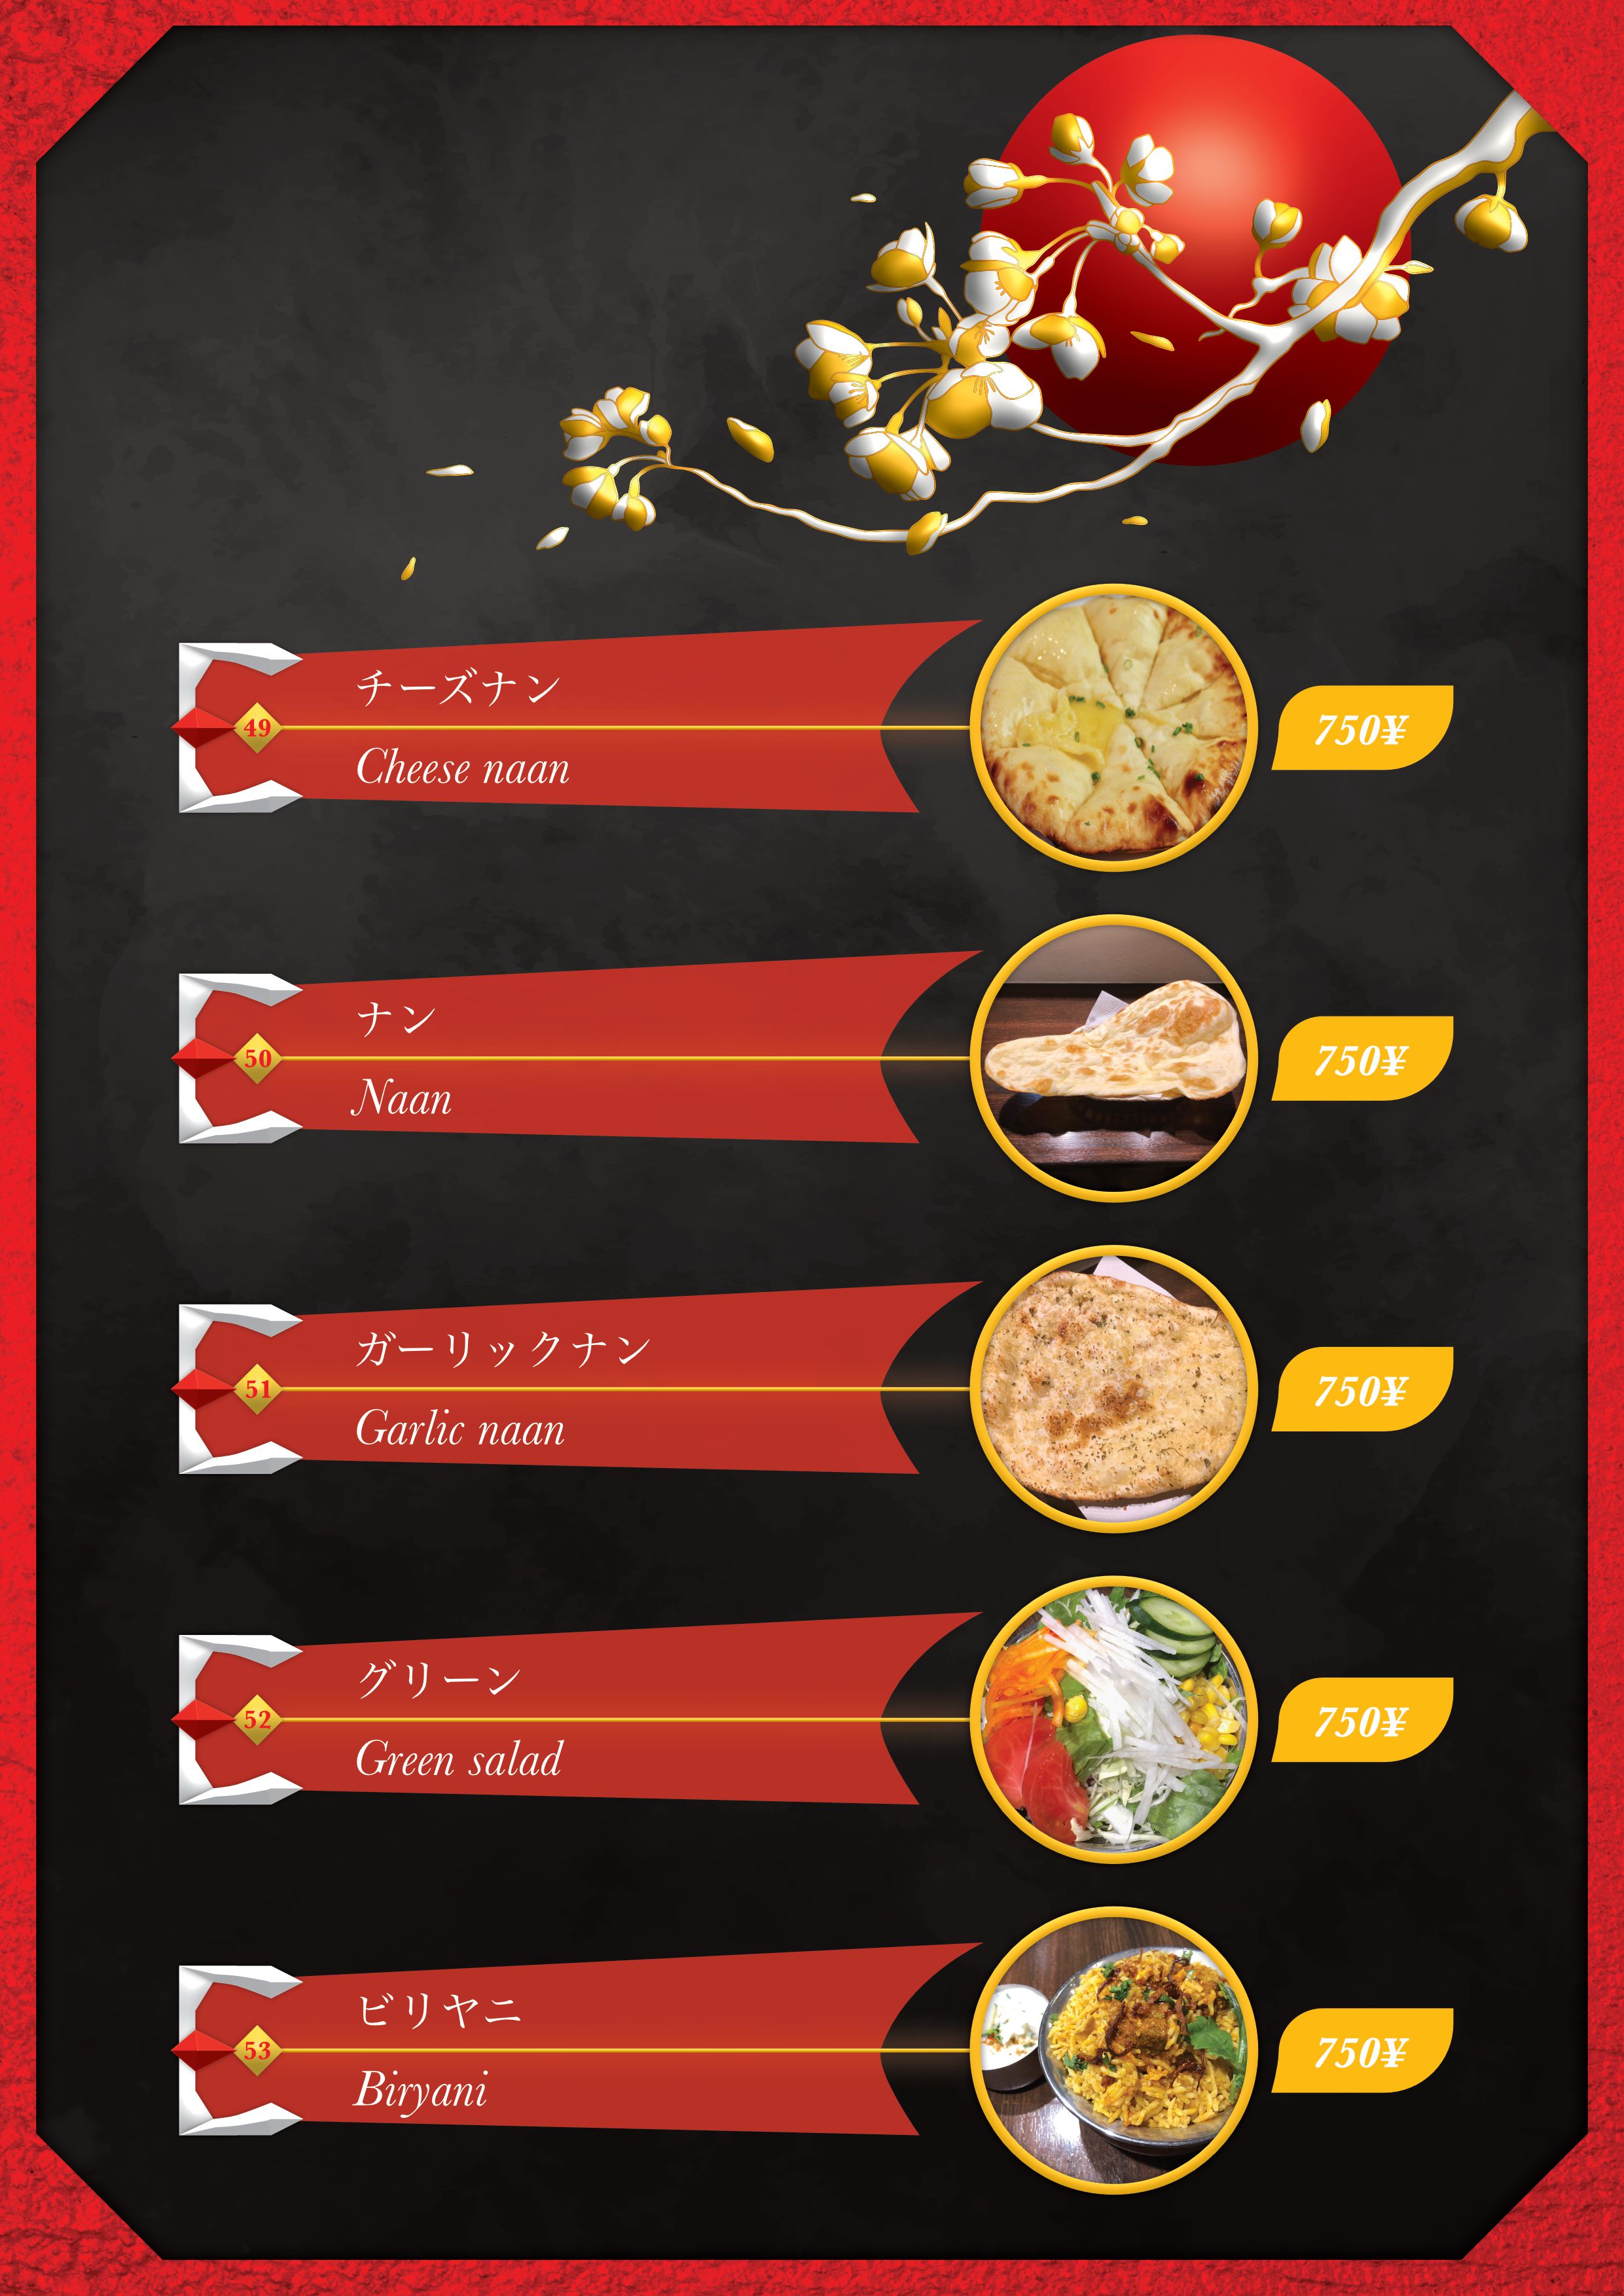 チーズナン
49
Cheese naan
750¥
ナン
50
Naan
750¥
ガーリックナン
51
Garlic naan
750¥
グリーン
52
Green salad
750¥
ビリヤニ
53
Biryani
750¥